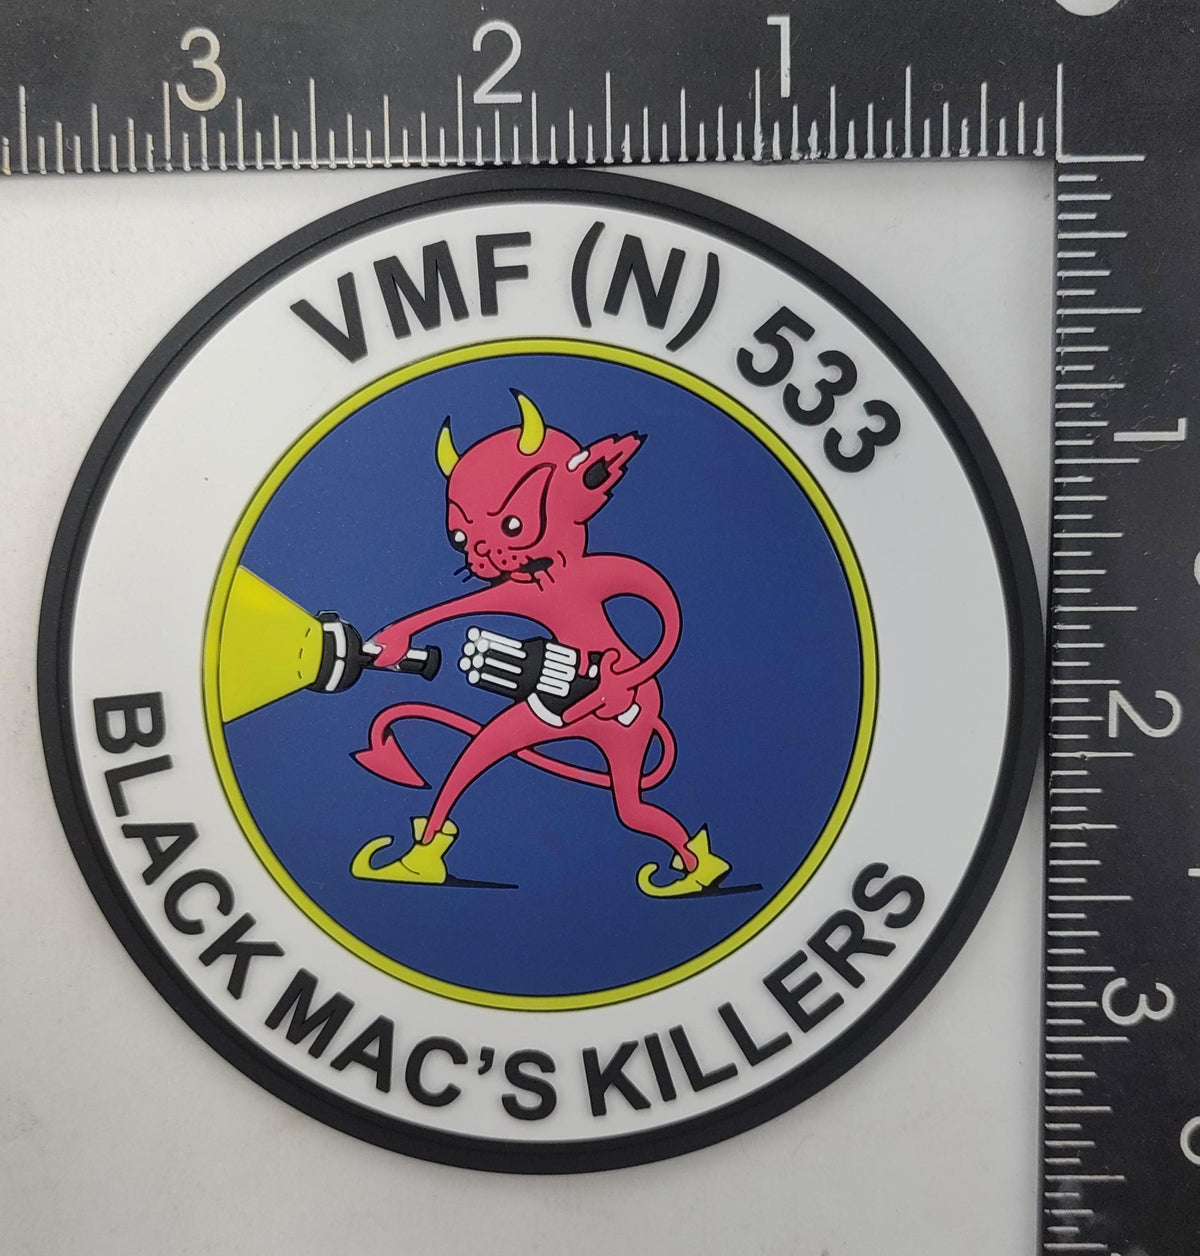 3 2 1
VMF (N) 533
BLACK MAC'S KILLERS
1
2
3